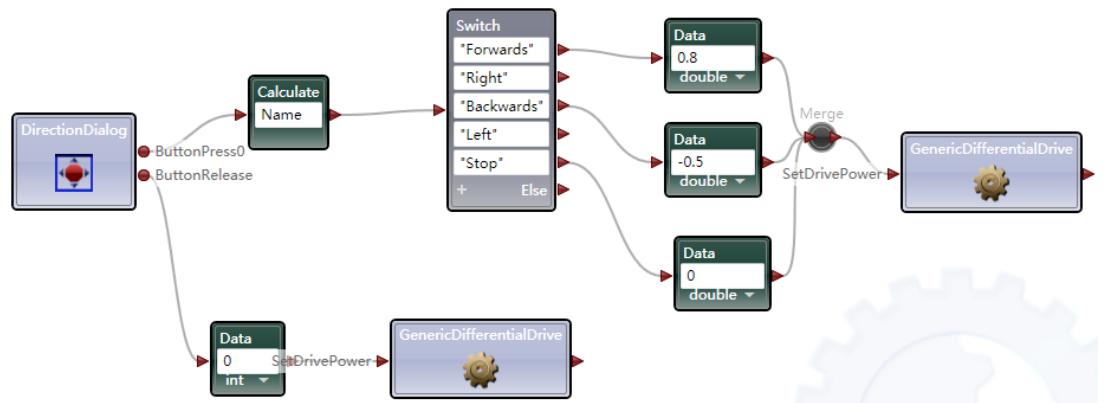 DirectionDialog
ButtonPress0
ButtonRelease
Calculate
Name
Switch
"Forwards"
"Right"
"Backwards"
"Left"
"Stop"
+ Else
Data
0.8
double
Data
-0.5
double
Data
0
double
Merge
SetDrivePower
GenericDifferentialDrive
Data
0
int
SetDrivePower
GenericDifferentialDrive